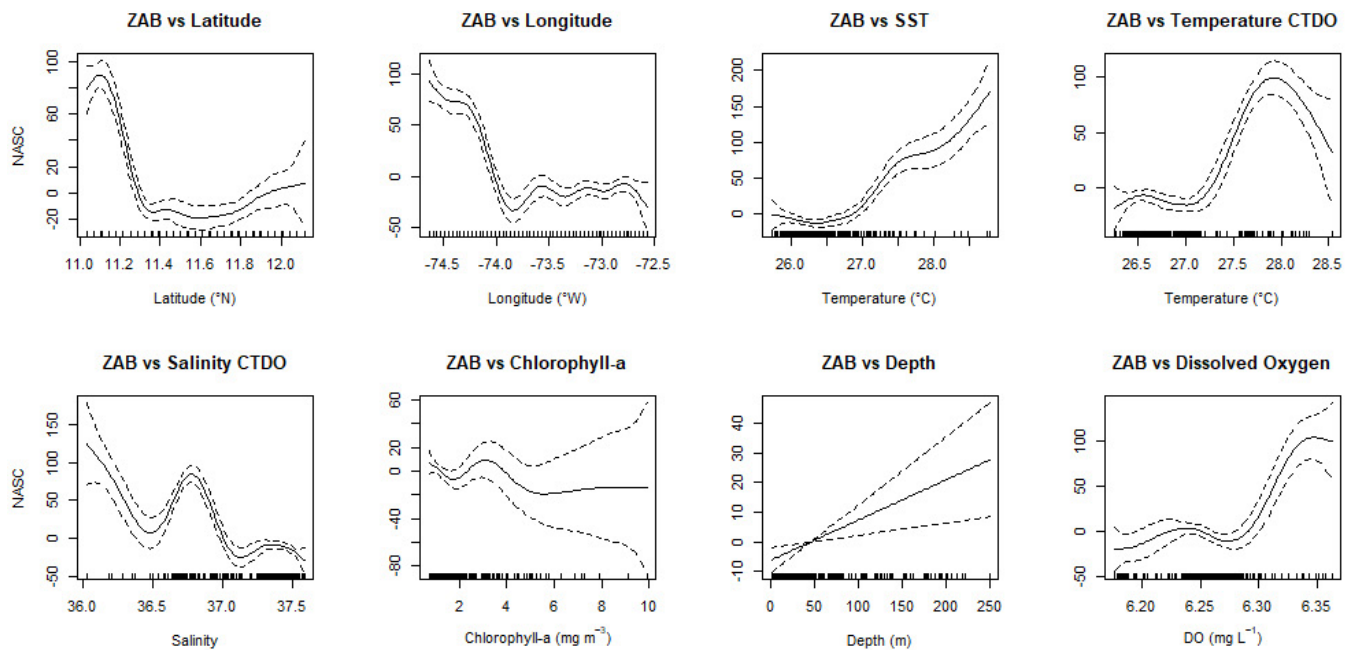 ZAB vs Latitude
NASC
100
60
20
0
-20
11.0 11.2 11.4 11.6 11.8 12.0
Latitude (°N)
ZAB vs Longitude
100
50
0
-50
-74.5 -74.0 -73.5 -73.0 -72.5
Longitude (°W)
ZAB vs SST
200
150
100
50
0
26.0 27.0 28.0
Temperature (°C)
ZAB vs Temperature CTDO
100
50
0
26.5 27.0 27.5 28.0 28.5
Temperature (°C)
ZAB vs Salinity CTDO
NASC
150
100
50
0
-50
36.0 36.5 37.0 37.5
Salinity
ZAB vs Chlorophyll-a
60
20
0
-40
-80
2 4 6 8 10
Chlorophyll-a (mg m⁻³)
ZAB vs Depth
40
30
20
10
0
-10
0 50 100 150 200 250
Depth (m)
ZAB vs Dissolved Oxygen
100
50
0
-50
6.20 6.25 6.30 6.35
DO (mg L⁻¹)